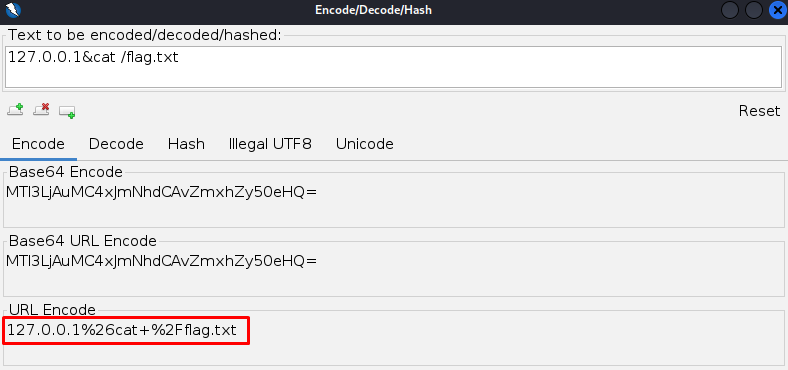 Encode/Decode/Hash
Text to be encoded/decoded/hashed:
127.0.0.1&cat /flag.txt
Reset
Encode Decode Hash Illegal UTF8 Unicode
Base64 Encode
MTI3LjAuMC4xJmNhdCAvZmxhZy50eHQ=
Base64 URL Encode
MTI3LjAuMC4xJmNhdCAvZmxhZy50eHQ=
URL Encode
127.0.0.1%26cat+%2Fflag.txt